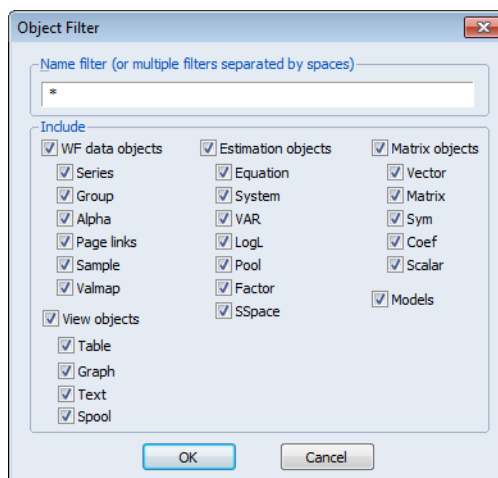 Object Filter
Name filter (or multiple filters separated by spaces)
*
Include
WF data objects
Series
Group
Alpha
Page links
Sample
Valmap
View objects
Table
Graph
Text
Spool
Estimation objects
Equation
System
VAR
LogL
Pool
Factor
SSpace
Matrix objects
Vector
Matrix
Sym
Coef
Scalar
Models
OK
Cancel